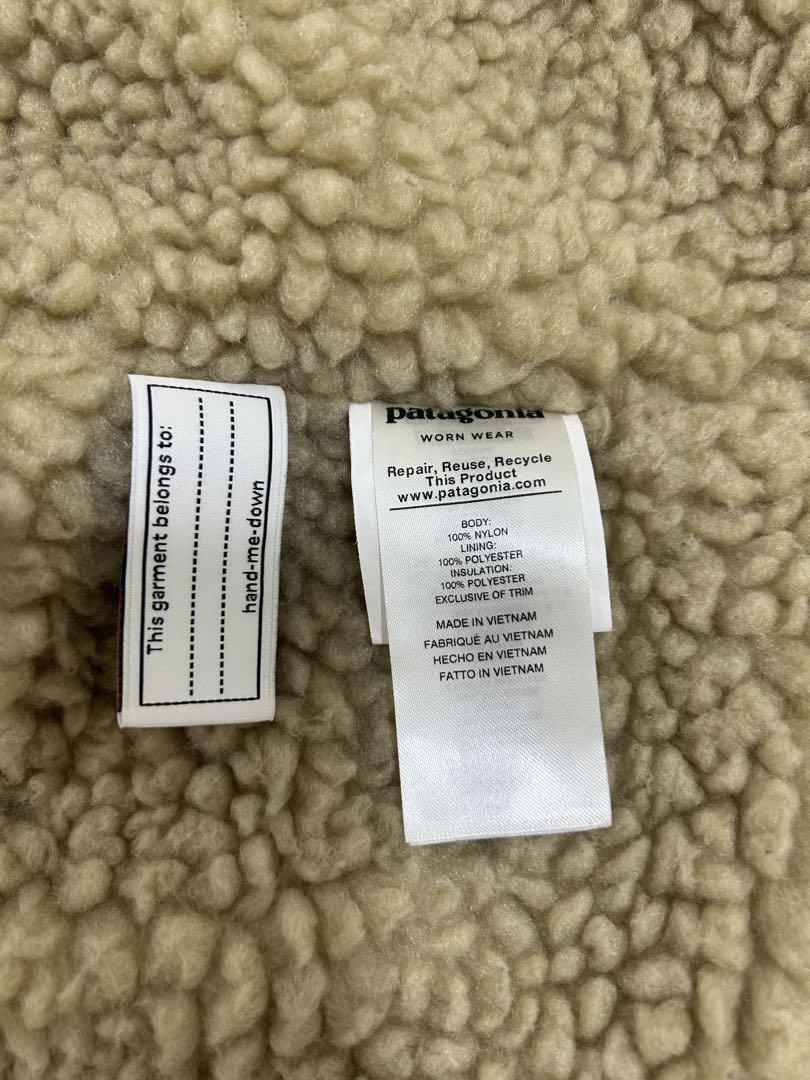 This garment belongs to:
hand-me-down
patagonia
WORN WEAR
Repair, Reuse, Recycle
This Product
www.patagonia.com
BODY:
100% NYLON
LINING:
100% POLYESTER
INSULATION:
100% POLYESTER
EXCLUSIVE OF TRIM
MADE IN VIETNAM
FABRIQUÉ AU VIETNAM
HECHO EN VIETNAM
FATTO IN VIETNAM